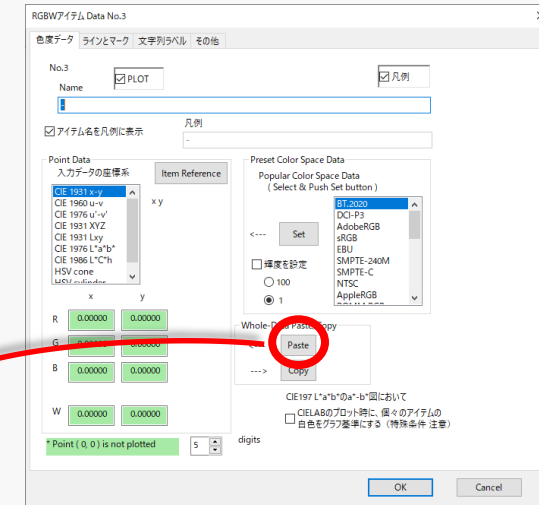 RGBWアイテム Data No.3
色度データ ラインとマーク 文字列ラベル その他
No.3
PLOT
凡例
Name
-
アイテム名を凡例に表示
凡例
-
Point Data
入力データの座標系
Item Reference
CIE 1931 x-y
CIE 1960 u-v
CIE 1976 u'-v'
CIE 1931 XYZ
CIE 1931 Lxy
CIE 1976 L*a*b*
CIE 1986 L*C*h
HSV cone
HSV cylinder
x y
x y
R 0.00000 0.00000
G 0.00000 0.00000
B 0.00000 0.00000
W 0.00000 0.00000
* Point ( 0, 0 ) is not plotted
5 digits
Preset Color Space Data
Popular Color Space Data
( Select & Push Set button )
<--- Set
輝度を設定
100
1
BT.2020
DCI-P3
AdobeRGB
sRGB
EBU
SMPTE-240M
SMPTE-C
NTSC
AppleRGB
Whole-Data Paste/Copy
Paste
---> Copy
CIE197 L*a*b*のa*-b*図において
CIELABのプロット時に、個々のアイテムの
白色をグラフ基準にする（特殊条件 注意）
OK Cancel